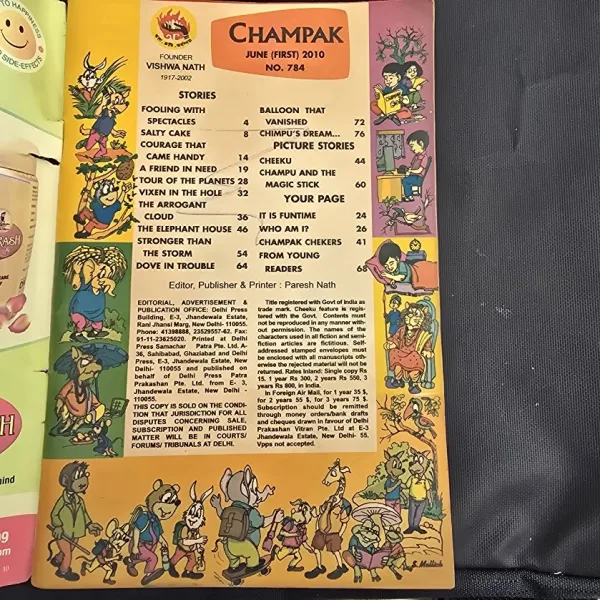 TO HAPPINESS
SIDE-EFFECTS
FOUNDER
VISHWA NATH
1917-2002
CHAMPAK
JUNE (FIRST) 2010
NO. 784
STORIES
FOOLING WITH
SPECTACLES 4
SALTY CAKE 8
COURAGE THAT
CAME HANDY 14
A FRIEND IN NEED 19
TOUR OF THE PLANETS 28
VIXEN IN THE HOLE 32
THE ARROGANT
CLOUD 36
THE ELEPHANT HOUSE 46
STRONGER THAN
THE STORM 54
DOVE IN TROUBLE 64
BALLOON THAT
VANISHED 72
CHIMPU'S DREAM... 76
PICTURE STORIES
CHEEKU 44
CHAMPU AND THE
MAGIC STICK 60
YOUR PAGE
IT IS FUNTIME 24
WHO AM I? 26
CHAMPAK CHEKERS 41
FROM YOUNG
READERS 68
Editor, Publisher & Printer : Paresh Nath
EDITORIAL, ADVERTISEMENT &
PUBLICATION OFFICE: Delhi Press
Building, E-3, Jhandewala Estate,
Rani Jhansi Marg, New Delhi- 110055.
Phone: 41398888, 23529557-62. Fax:
91-11-23625020. Printed at Delhi
Press Samachar Patra Pte. Ltd. A-
36, Sahibabad, Ghaziabad and Delhi
Press, E-3, Jhandewala Estate, New
Delhi- 110055 and published on
behalf of Delhi Press Patra
Prakashan Pte. Ltd. from E- 3,
Jhandewala Estate, New Delhi -
110055.
THIS COPY IS SOLD ON THE CONDI-
TION THAT JURISDICTION FOR ALL
DISPUTES CONCERNING SALE,
SUBSCRIPTION AND PUBLISHED
MATTER WILL BE IN COURTS/
FORUMS/ TRIBUNALS AT DELHI.
Title registered with Govt of India as
trade mark. Cheeku feature is regis-
tered with the Govt. Contents must
not be reproduced in any manner with-
out permission. The names of the
characters used in all fiction and semi-
fiction articles are fictitious. Self-
addressed stamped envelopes must
be enclosed with all manuscripts oth-
erwise the rejected material will not be
returned. Rates Inland: Single copy Rs
15. 1 year Rs 300, 2 years Rs 550, 3
years Rs 800, in India.
In Foreign Air Mail, for 1 year 35 $,
for 2 years 55 $, for 3 years 75 $.
Subscription should be remitted
through money orders/bank drafts
and cheques drawn in favour of Delhi
Prakashan Vitran Pte. Ltd at E-3
Jhandewala Estate, New Delhi- 55.
Vpps not accepted.
S. Mullick